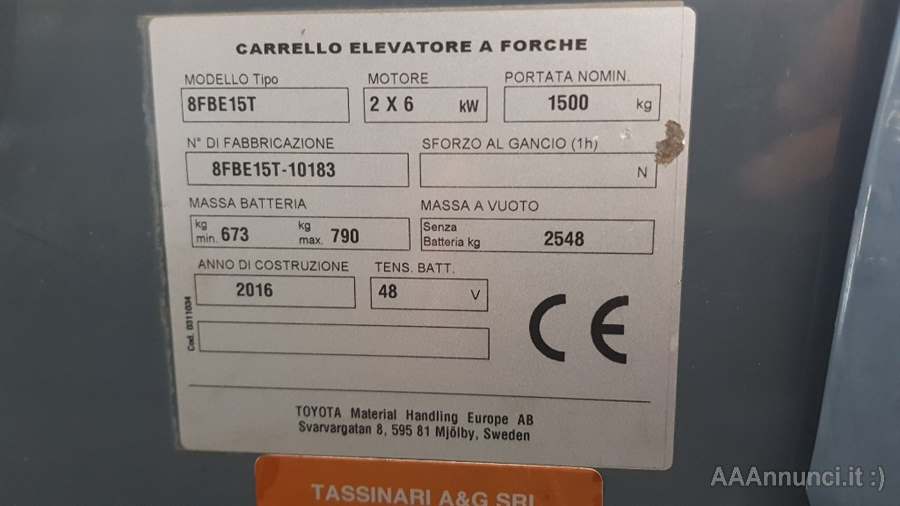 CARRELLO ELEVATORE A FORCHE
MODELLO Tipo MOTORE PORTATA NOMIN.
8FBE15T 2 X 6 kW 1500 kg
N° DI FABBRICAZIONE SFORZO AL GANCIO (1h)
8FBE15T-10183 N
MASSA BATTERIA MASSA A VUOTO
kg min. 673 kg max. 790 Senza Batteria kg 2548
ANNO DI COSTRUZIONE TENS. BATT.
2016 48 V
CE
Cod. 0311034
TOYOTA Material Handling Europe AB
Svarvargatan 8, 595 81 Mjölby, Sweden
TASSINARI A&G SRL
AAAnnunci.it :)